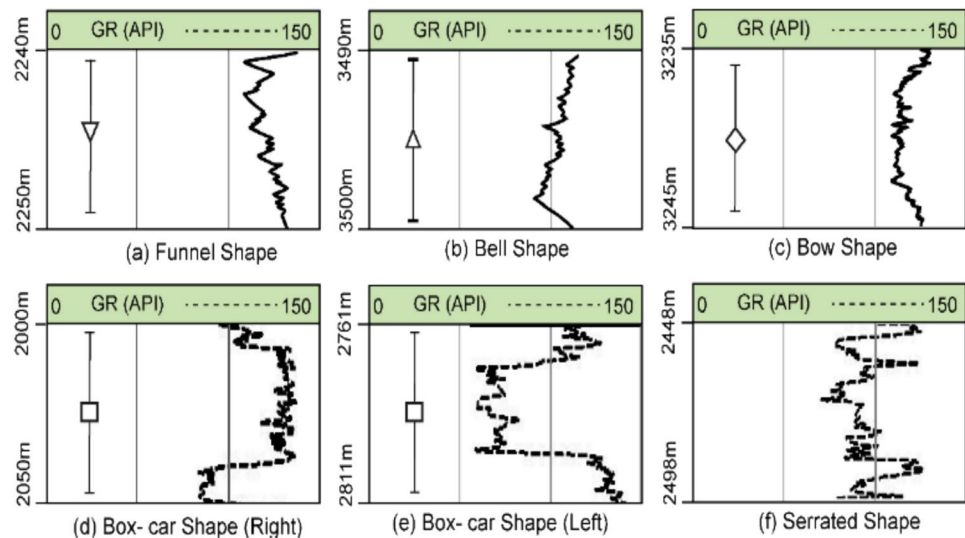 0 GR (API) 150
2240m
2250m
(a) Funnel Shape
0 GR (API) 150
3490m
3500m
(b) Bell Shape
0 GR (API) 150
3235m
3245m
(c) Bow Shape
0 GR (API) 150
2000m
2050m
(d) Box- car Shape (Right)
0 GR (API) 150
2761m
2811m
(e) Box- car Shape (Left)
0 GR (API) 150
2448m
2498m
(f) Serrated Shape